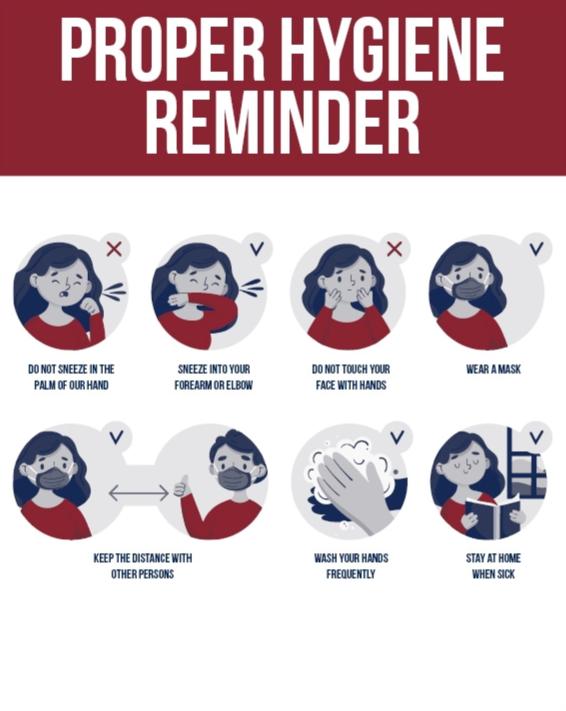 PROPER HYGIENE
REMINDER
DO NOT SNEEZE IN THE
PALM OF OUR HAND
SNEEZE INTO YOUR
FOREARM OR ELBOW
DO NOT TOUCH YOUR
FACE WITH HANDS
WEAR A MASK
KEEP THE DISTANCE WITH
OTHER PERSONS
WASH YOUR HANDS
FREQUENTLY
STAY AT HOME
WHEN SICK